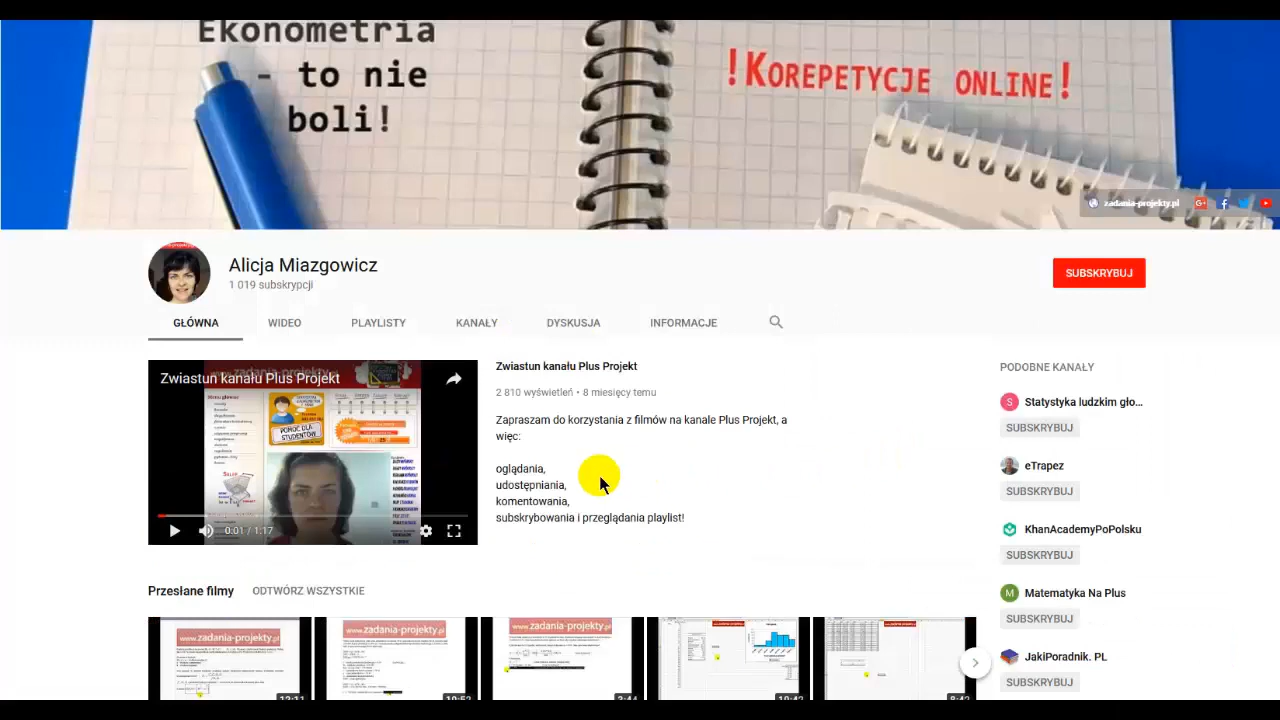 Ekonometria
- to nie
boli!
!KOREPETYCJE ONLINE!
zadania-projekty.pl
Alicja Miazgowicz
1 019 subskrypcji
SUBSKRYBUJ
GŁÓWNA
WIDEO
PLAYLISTY
KANAŁY
DYSKUSJA
INFORMACJE
Zwiastun kanału Plus Projekt
0:01 / 1:17
Zwiastun kanału Plus Projekt
2 810 wyświetleń • 8 miesięcy temu
Zapraszam do korzystania z filmów na kanale Plus Projekt, a
więc:
oglądania,
udostępniania,
komentowania,
subskrybowania i przeglądania playlist!
PODOBNE KANAŁY
Statystyka ludzkim gło...
SUBSKRYBUJ
eTrapez
SUBSKRYBUJ
KhanAcademyPoPolsku
SUBSKRYBUJ
Matematyka Na Plus
SUBSKRYBUJ
JakiPoradnik. PL
SUBSKRYBUJ
Przesłane filmy
ODTWÓRZ WSZYSTKIE
www.zadania-projekty.pl
www.zadania-projekty.pl
www.zadania-projekty.pl